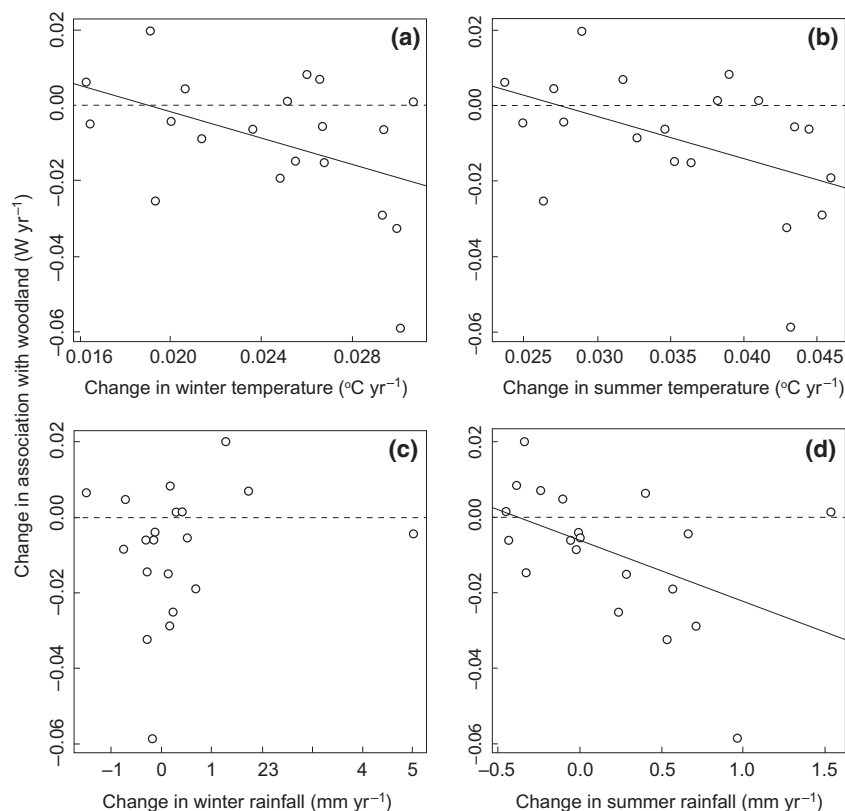 Change in association with woodland (W yr⁻¹)
(a)
0.02
0.00
–0.02
–0.04
–0.06
0.016 0.020 0.024 0.028
Change in winter temperature (°C yr⁻¹)
(b)
0.02
0.00
–0.02
–0.04
–0.06
0.025 0.030 0.035 0.040 0.045
Change in summer temperature (°C yr⁻¹)
(c)
0.02
0.00
–0.02
–0.04
–0.06
–1 0 1 23 4 5
Change in winter rainfall (mm yr⁻¹)
(d)
0.02
0.00
–0.02
–0.04
–0.06
–0.5 0.0 0.5 1.0 1.5
Change in summer rainfall (mm yr⁻¹)